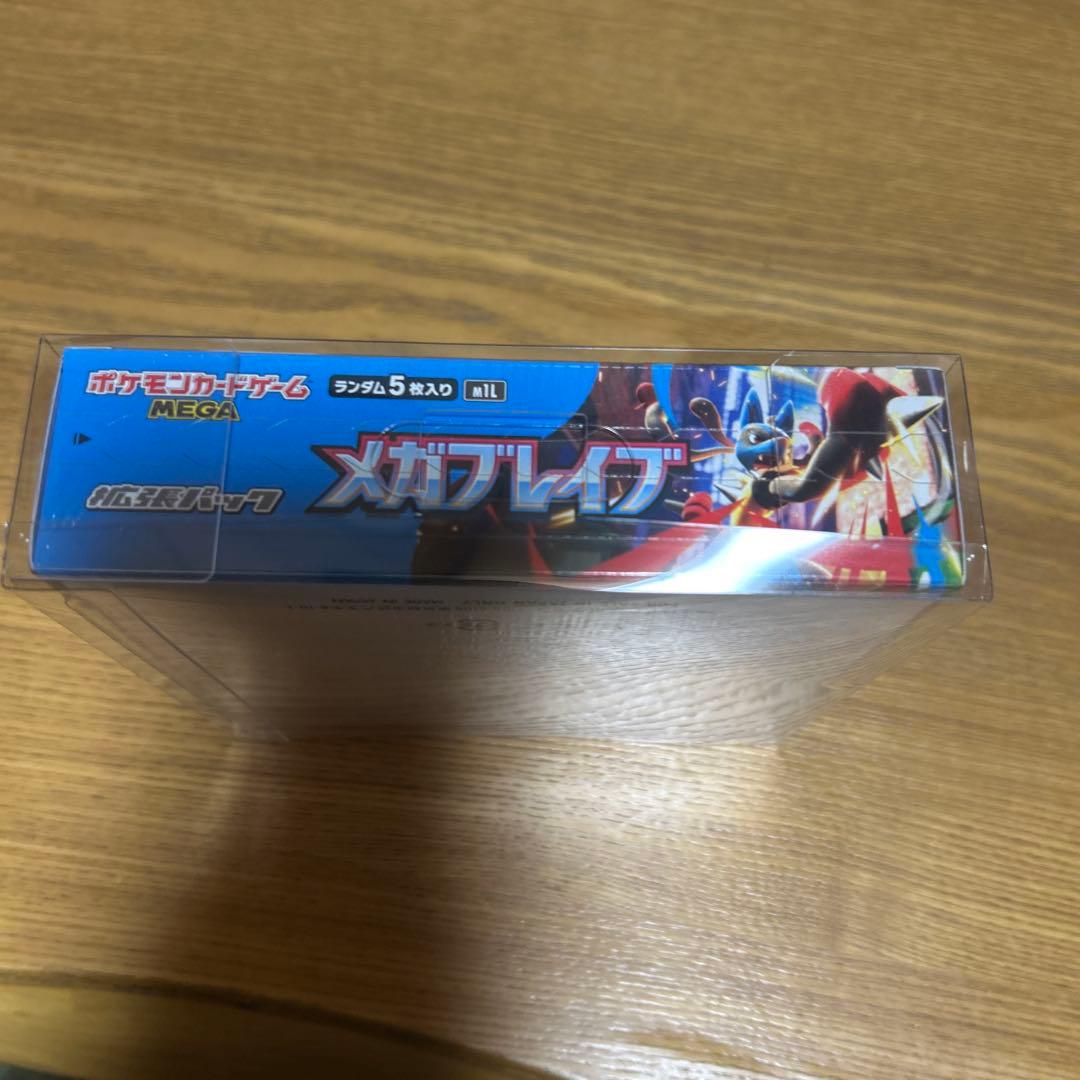 ポケモンカードゲーム
MEGA
ランダム5枚入り
M1L
メガブレイブ
拡張パック